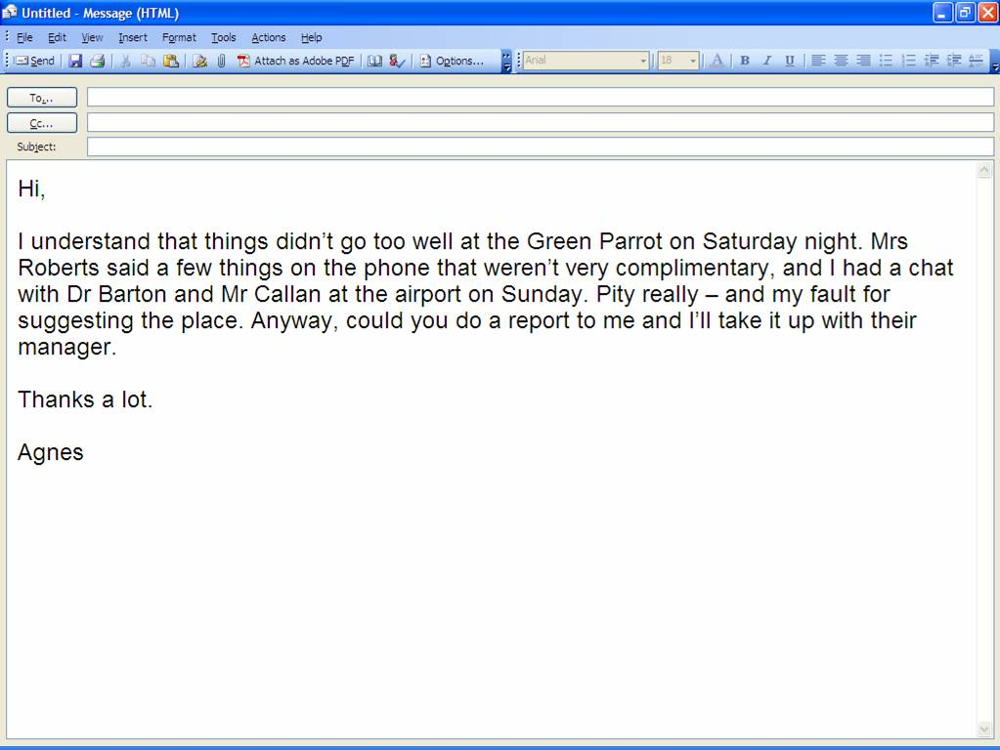 Untitled - Message (HTML)
File Edit View Insert Format Tools Actions Help
Send Attach as Adobe PDF Options... Arial 18 A B I U
To...
Cc...
Subject:
Hi,
I understand that things didn’t go too well at the Green Parrot on Saturday night. Mrs
Roberts said a few things on the phone that weren’t very complimentary, and I had a chat
with Dr Barton and Mr Callan at the airport on Sunday. Pity really – and my fault for
suggesting the place. Anyway, could you do a report to me and I’ll take it up with their
manager.
Thanks a lot.
Agnes